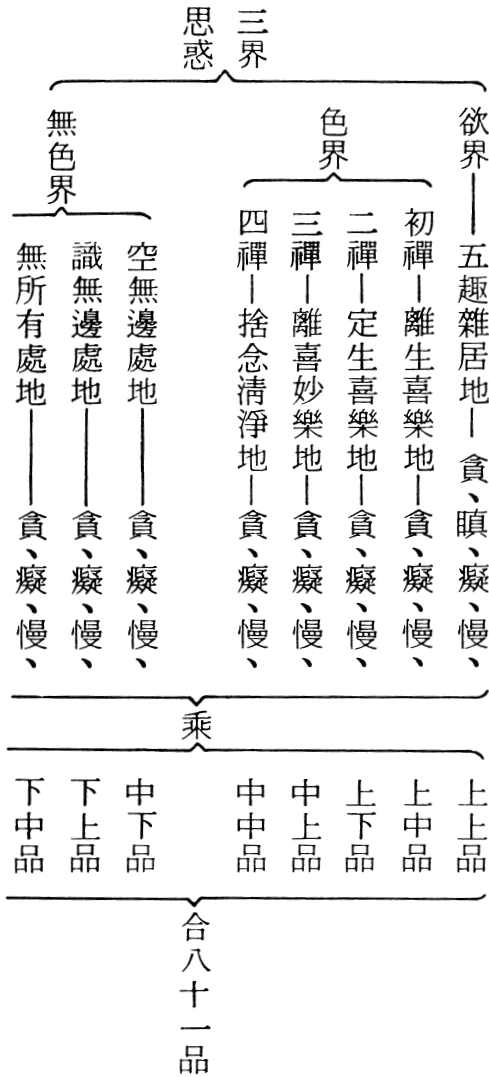 三界
思惑
欲界
五趣雜居地
貪、瞋、癡、慢、
色界
初禪
離生喜樂地
貪、癡、慢、
二禪
定生喜樂地
貪、癡、慢、
三禪
離喜妙樂地
貪、癡、慢、
四禪
捨念清淨地
貪、癡、慢、
無色界
空無邊處地
貪、癡、慢、
識無邊處地
貪、癡、慢、
無所有處地
貪、癡、慢、
乘
上上品
上中品
上下品
中上品
中中品
中下品
下上品
下中品
合八十一品